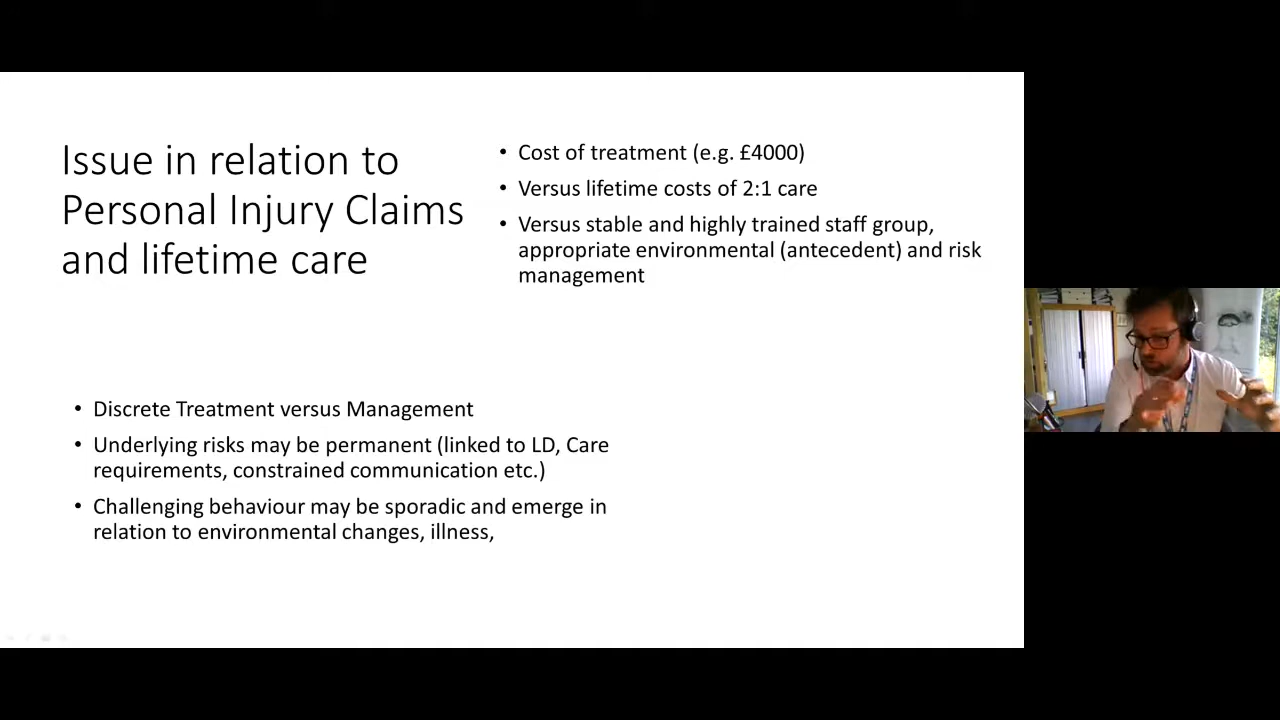 Issue in relation to
Personal Injury Claims
and lifetime care
• Cost of treatment (e.g. £4000)
• Versus lifetime costs of 2:1 care
• Versus stable and highly trained staff group,
appropriate environmental (antecedent) and risk
management
• Discrete Treatment versus Management
• Underlying risks may be permanent (linked to LD, Care
requirements, constrained communication etc.)
• Challenging behaviour may be sporadic and emerge in
relation to environmental changes, illness,